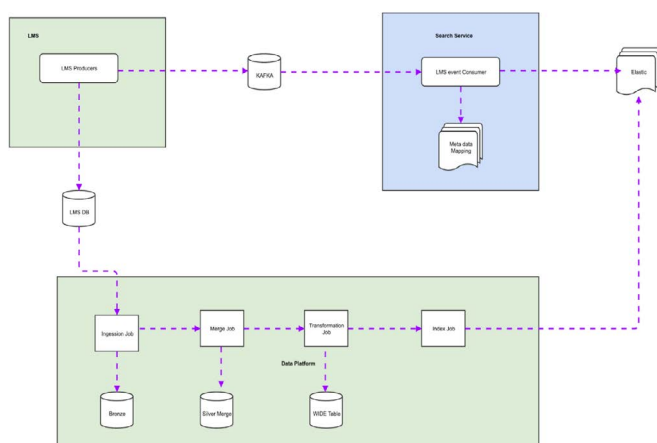 LMS
Search Service
LMS Producers
KAFKA
LMS event Consumer
Elastic
Meta data
Mapping
LMS DB
Ingession Job
Merge Job
Transformation
Job
Index Job
Data Platform
Bronze
Silver Merge
WIDE Table